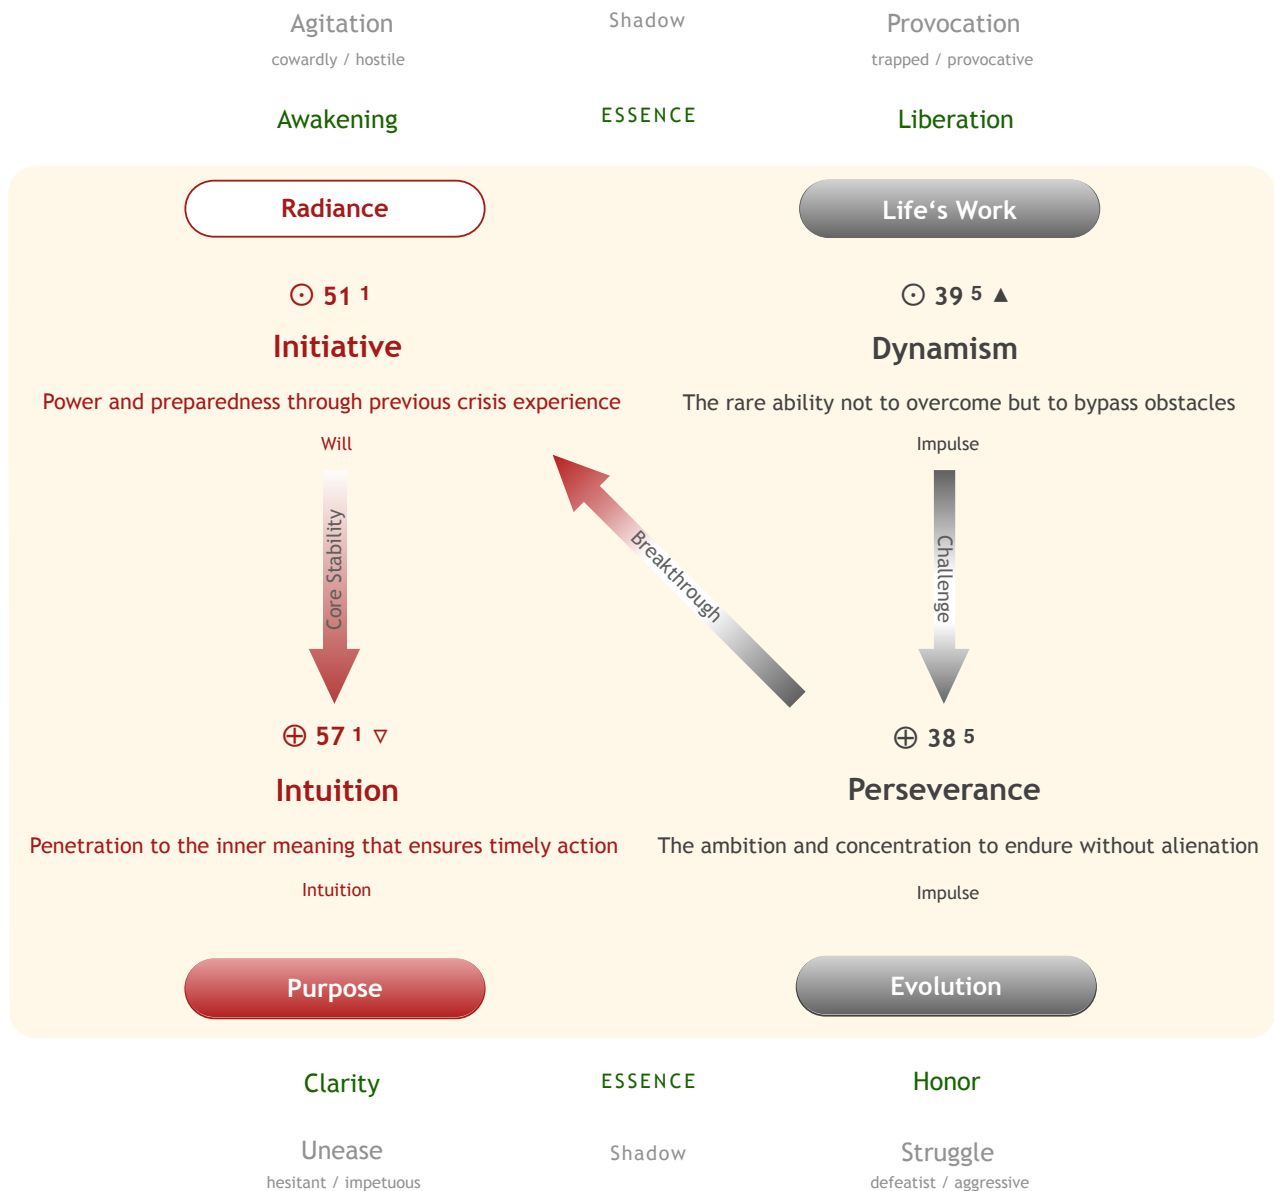 Agitation
Shadow
Provocation
cowardly / hostile
trapped / provocative
Awakening
ESSENCE
Liberation
Radiance
Life‘s Work
☉ 51 1
☉ 39 5 ▲
Initiative
Dynamism
Power and preparedness through previous crisis experience
The rare ability not to overcome but to bypass obstacles
Will
Impulse
Core Stability
Breakthrough
Challenge
⊕ 57 1 ▽
⊕ 38 5
Intuition
Perseverance
Penetration to the inner meaning that ensures timely action
The ambition and concentration to endure without alienation
Intuition
Impulse
Purpose
Evolution
Clarity
ESSENCE
Honor
Unease
Shadow
Struggle
hesitant / impetuous
defeatist / aggressive